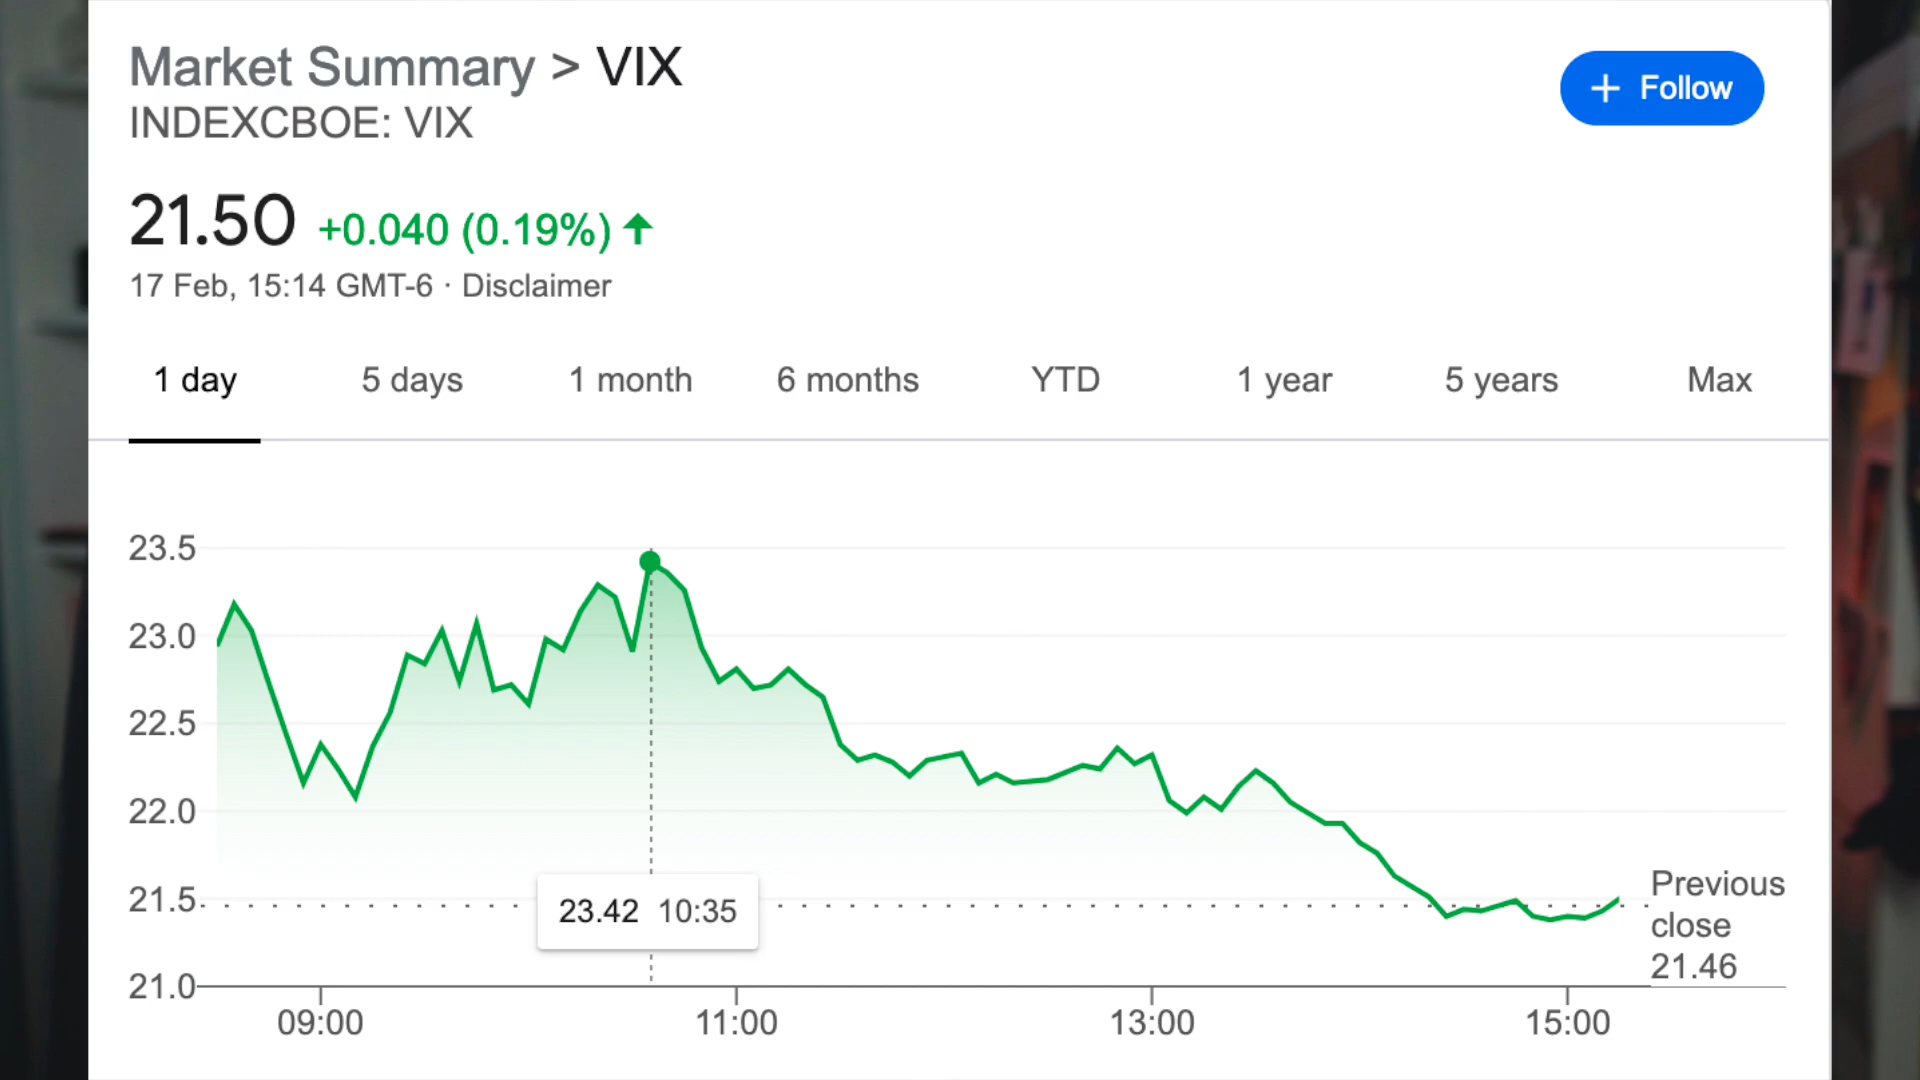 Market Summary > VIX
INDEXCBOE: VIX
+ Follow
21.50 +0.040 (0.19%)
17 Feb, 15:14 GMT-6 · Disclaimer
1 day 5 days 1 month 6 months YTD 1 year 5 years Max
23.5
23.0
22.5
22.0
21.5
21.0
23.42 10:35
Previous
close
21.46
09:00 11:00 13:00 15:00